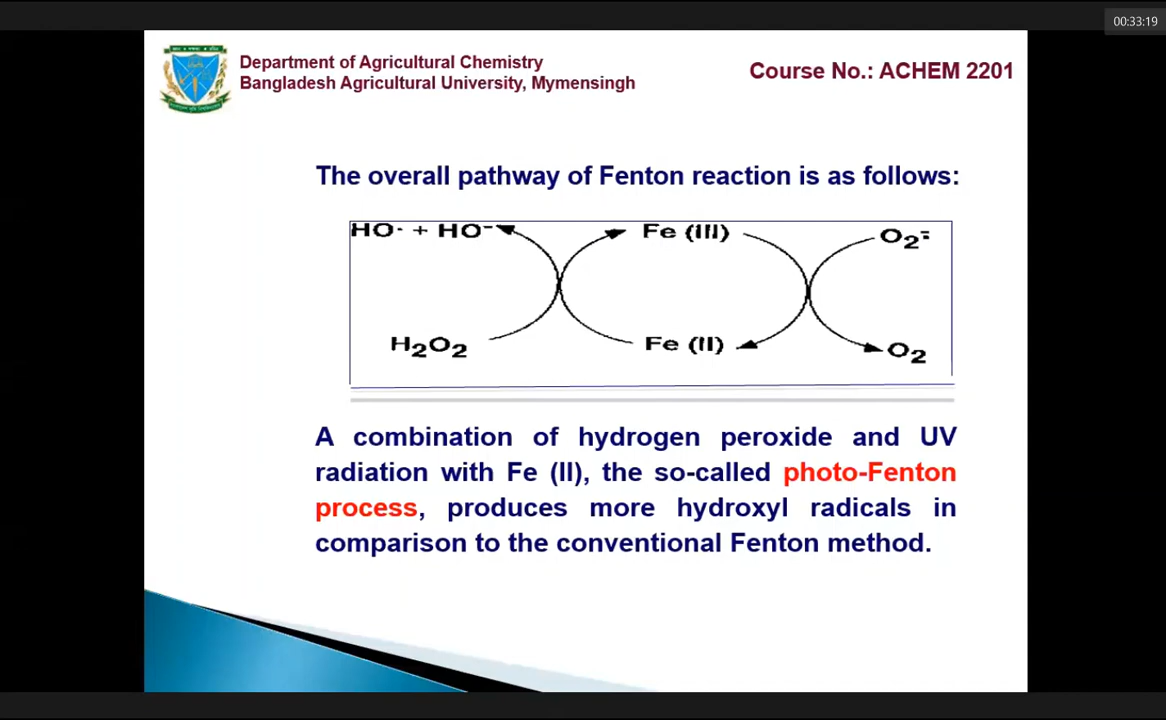 00:33:19
Department of Agricultural Chemistry
Bangladesh Agricultural University, Mymensingh
Course No.: ACHEM 2201
The overall pathway of Fenton reaction is as follows:
HO· + HO⁻ Fe (III) O₂⁻·
H₂O₂ Fe (II) O₂
A combination of hydrogen peroxide and UV
radiation with Fe (II), the so-called photo-Fenton
process, produces more hydroxyl radicals in
comparison to the conventional Fenton method.